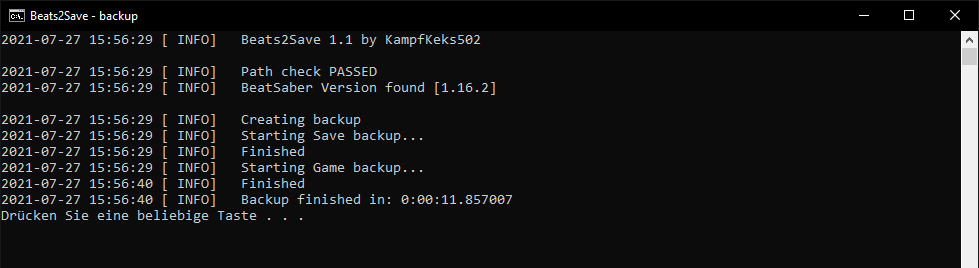 Beats2Save - backup
2021-07-27 15:56:29 [ INFO]   Beats2Save 1.1 by KampfKeks502
2021-07-27 15:56:29 [ INFO]   Path check PASSED
2021-07-27 15:56:29 [ INFO]   BeatSaber Version found [1.16.2]
2021-07-27 15:56:29 [ INFO]   Creating backup
2021-07-27 15:56:29 [ INFO]   Starting Save backup...
2021-07-27 15:56:29 [ INFO]   Finished
2021-07-27 15:56:29 [ INFO]   Starting Game backup...
2021-07-27 15:56:40 [ INFO]   Finished
2021-07-27 15:56:40 [ INFO]   Backup finished in: 0:00:11.857007
Drücken Sie eine beliebige Taste . . .